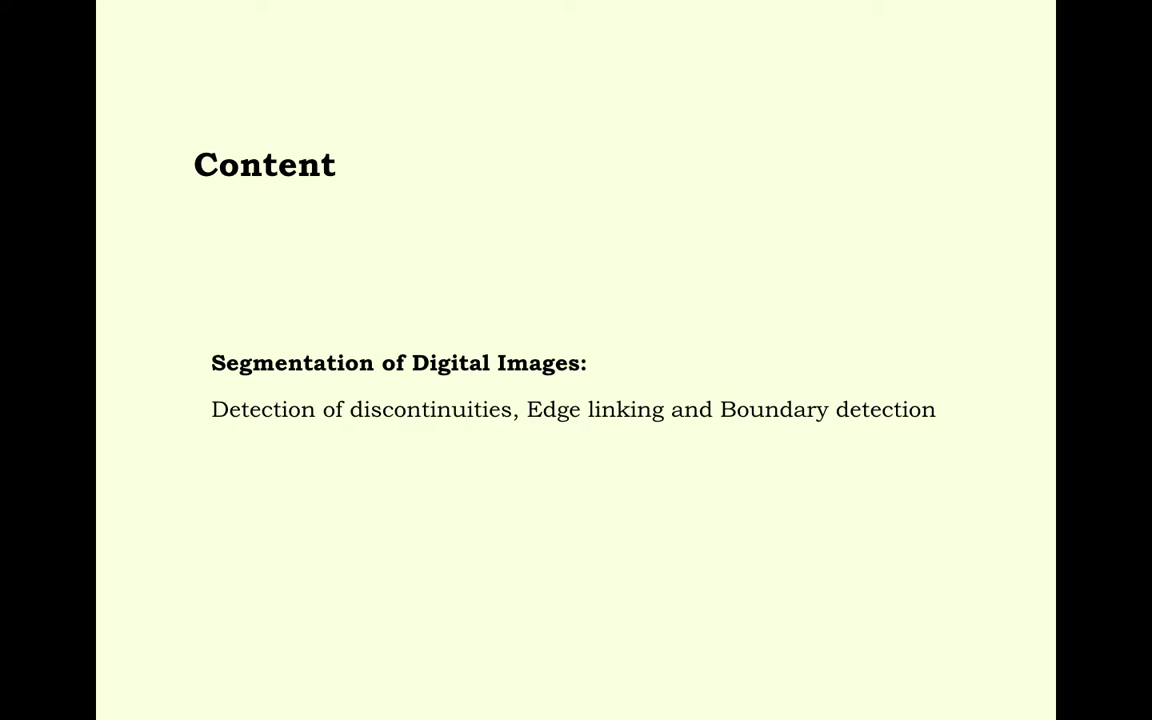 Content
Segmentation of Digital Images:
Detection of discontinuities, Edge linking and Boundary detection